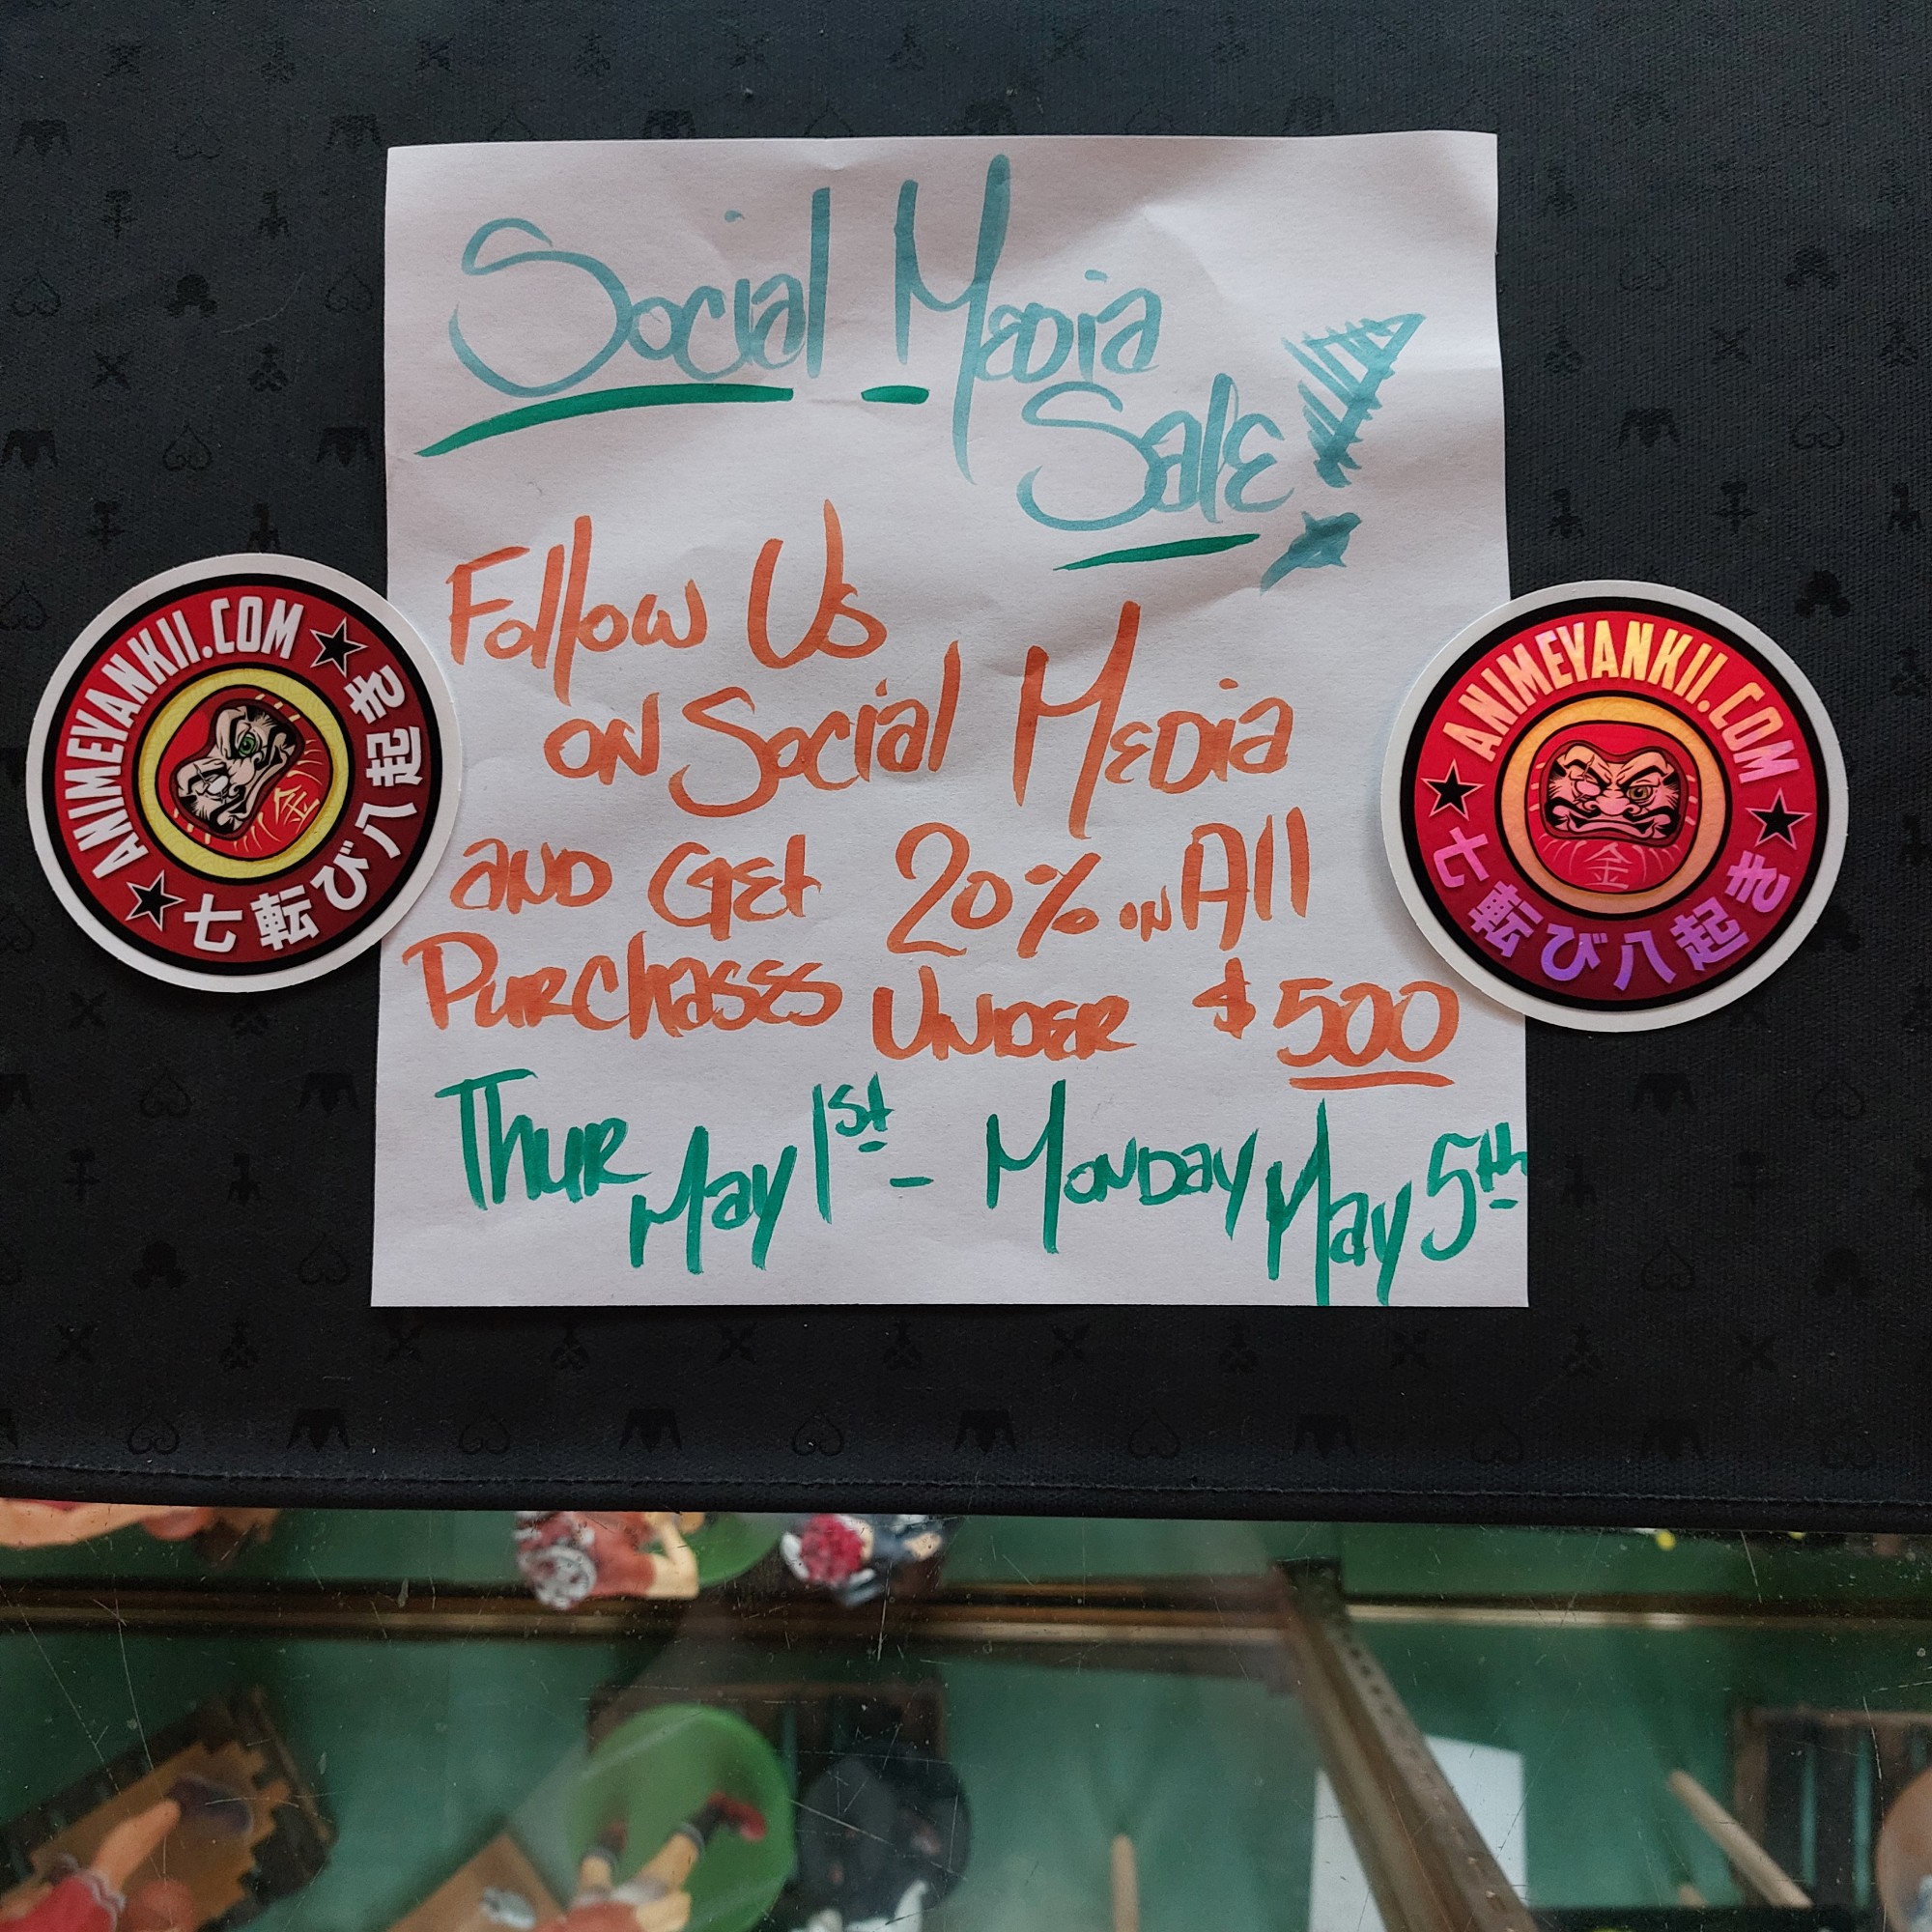 Social Media
Sale!
Follow Us
on Social Media
and Get 20% on All
Purchases Under $500
Thur May 1st - Monday May 5th
ANIMEYANKII.COM
七転び八起き
金
ANIMEYANKII.COM
七転び八起き
金